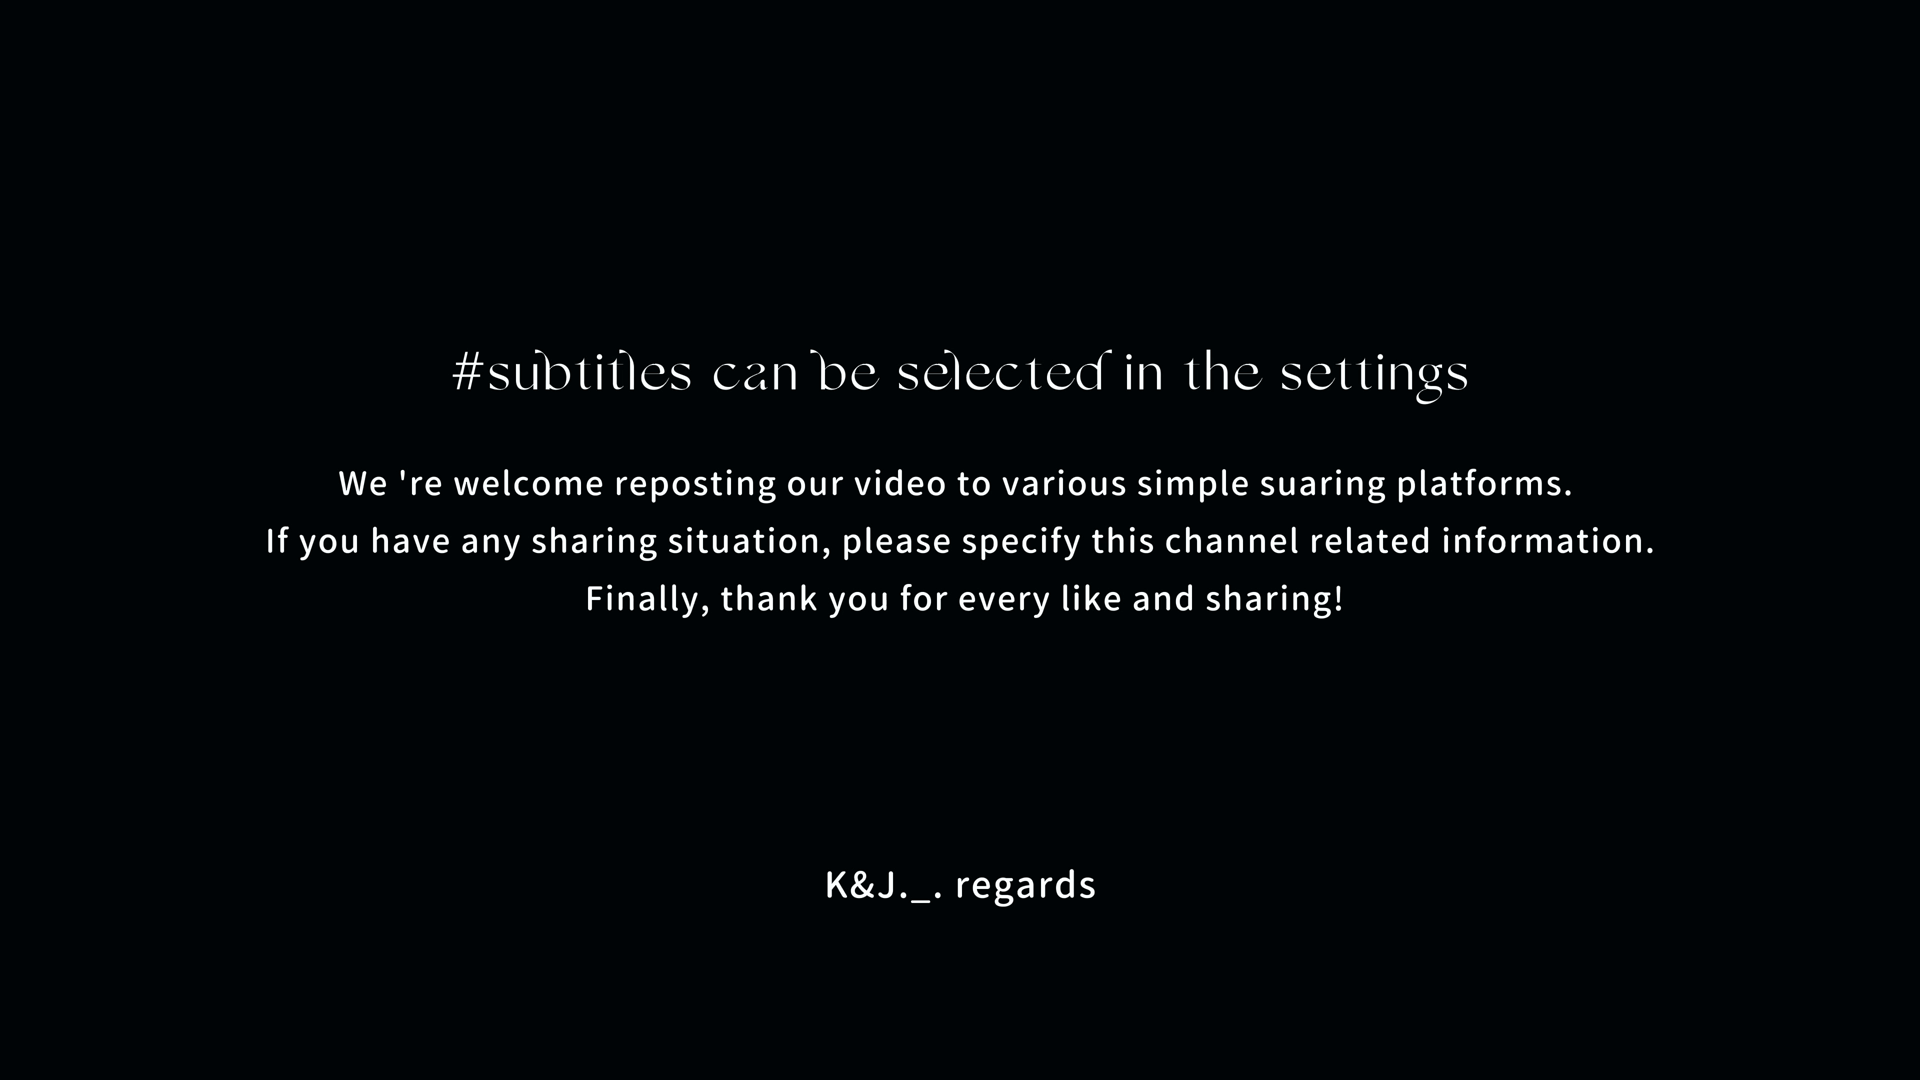 #subtitles can be selected in the settings
We 're welcome reposting our video to various simple suaring platforms.
If you have any sharing situation, please specify this channel related information.
Finally, thank you for every like and sharing!
K&J._. regards